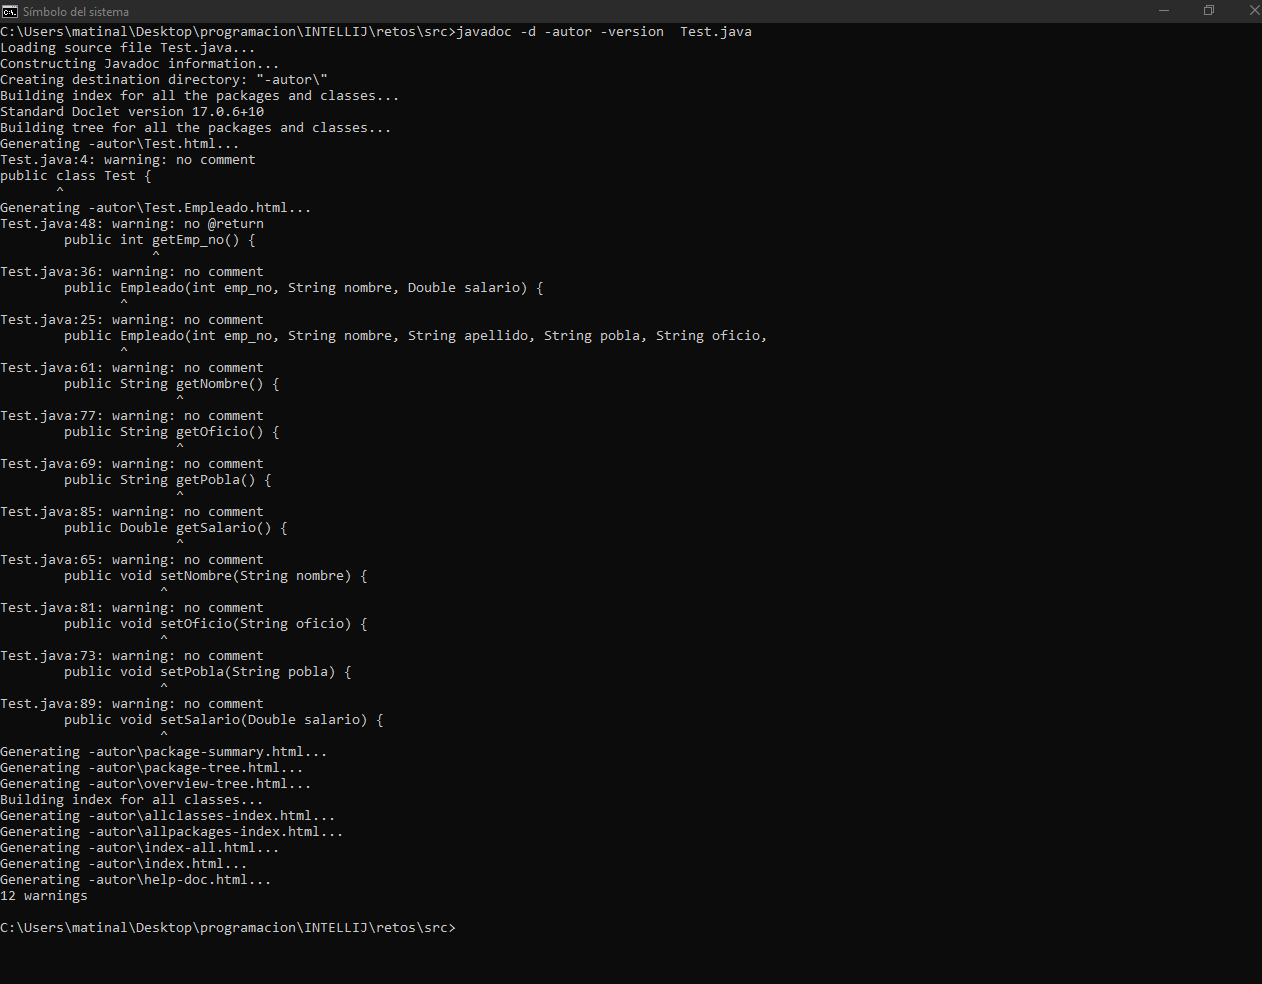 Símbolo del sistema
C:\Users\matinal\Desktop\programacion\INTELLIJ\retos\src>javadoc -d -autor -version  Test.java
Loading source file Test.java...
Constructing Javadoc information...
Creating destination directory: "-autor\"
Building index for all the packages and classes...
Standard Doclet version 17.0.6+10
Building tree for all the packages and classes...
Generating -autor\Test.html...
Test.java:4: warning: no comment
public class Test {
       ^
Generating -autor\Test.Empleado.html...
Test.java:48: warning: no @return
        public int getEmp_no() {
                   ^
Test.java:36: warning: no comment
        public Empleado(int emp_no, String nombre, Double salario) {
               ^
Test.java:25: warning: no comment
        public Empleado(int emp_no, String nombre, String apellido, String pobla, String oficio,
               ^
Test.java:61: warning: no comment
        public String getNombre() {
                      ^
Test.java:77: warning: no comment
        public String getOficio() {
                      ^
Test.java:69: warning: no comment
        public String getPobla() {
                      ^
Test.java:85: warning: no comment
        public Double getSalario() {
                      ^
Test.java:65: warning: no comment
        public void setNombre(String nombre) {
                    ^
Test.java:81: warning: no comment
        public void setOficio(String oficio) {
                    ^
Test.java:73: warning: no comment
        public void setPobla(String pobla) {
                    ^
Test.java:89: warning: no comment
        public void setSalario(Double salario) {
                    ^
Generating -autor\package-summary.html...
Generating -autor\package-tree.html...
Generating -autor\overview-tree.html...
Building index for all classes...
Generating -autor\allclasses-index.html...
Generating -autor\allpackages-index.html...
Generating -autor\index-all.html...
Generating -autor\index.html...
Generating -autor\help-doc.html...
12 warnings
C:\Users\matinal\Desktop\programacion\INTELLIJ\retos\src>